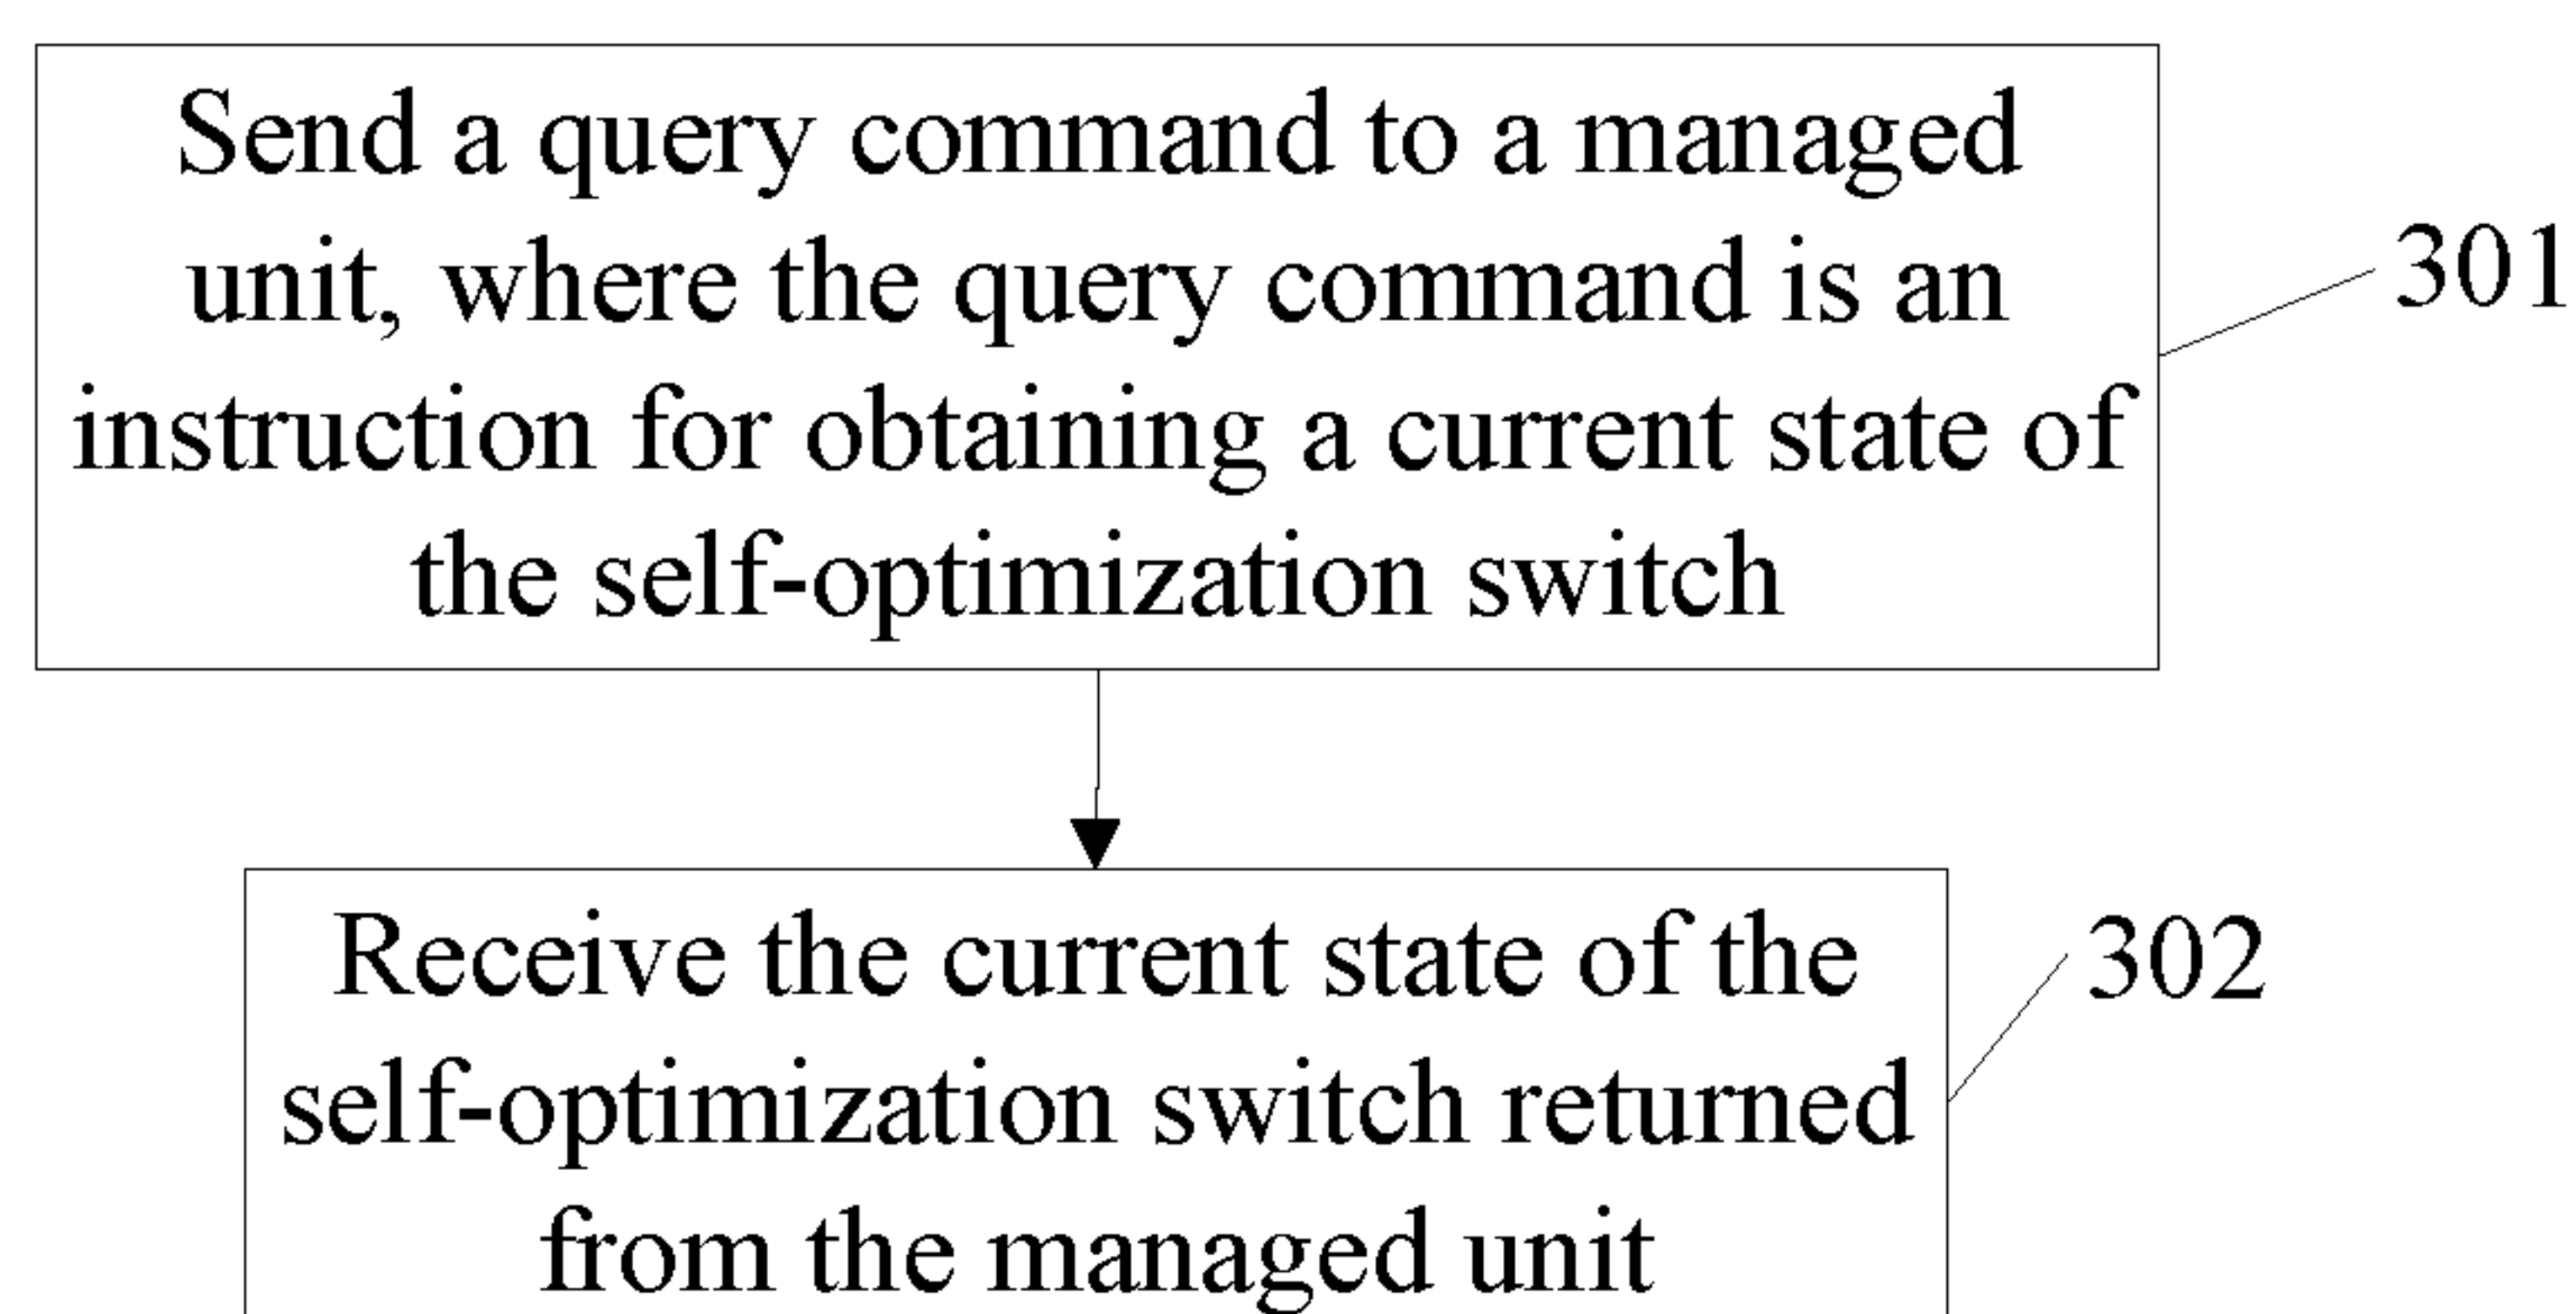 Send a query command to a managed
unit, where the query command is an
instruction for obtaining a current state of
the self-optimization switch
301
Receive the current state of the
self-optimization switch returned
from the managed unit
302